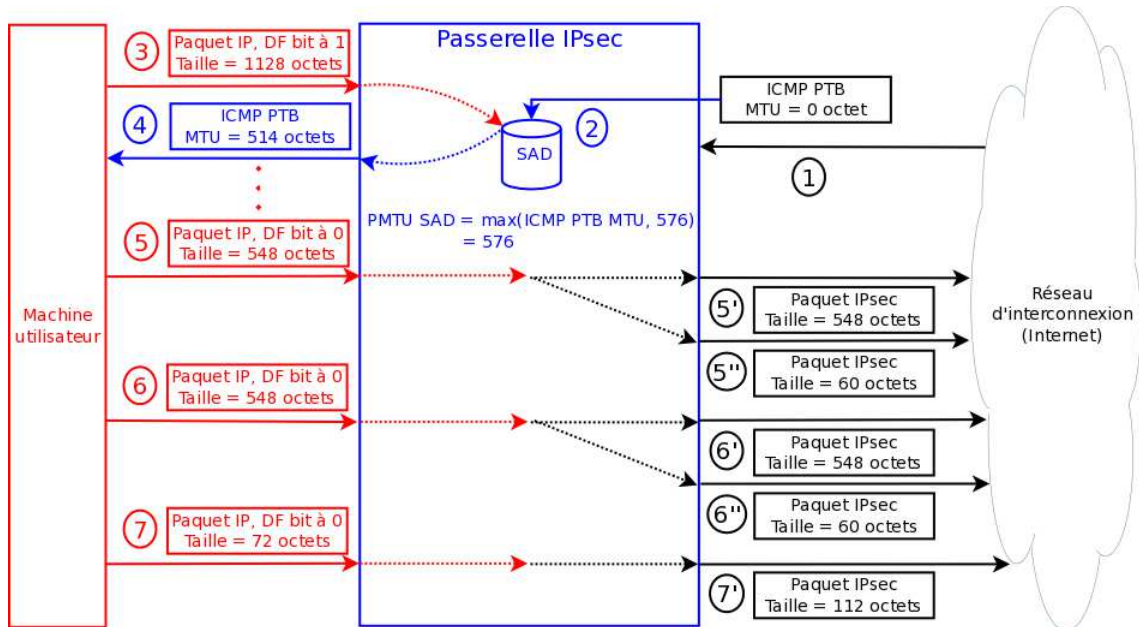 Passerelle IPsec
3
Paquet IP, DF bit à 1
Taille = 1128 octets
ICMP PTB
MTU = 0 octet
4
ICMP PTB
MTU = 514 octets
2
SAD
1
PMTU SAD = max(ICMP PTB MTU, 576)
= 576
5
Paquet IP, DF bit à 0
Taille = 548 octets
Machine
utilisateur
5'
Paquet IPsec
Taille = 548 octets
Réseau
d'interconnexion
(Internet)
5''
Paquet IPsec
Taille = 60 octets
6
Paquet IP, DF bit à 0
Taille = 548 octets
6'
Paquet IPsec
Taille = 548 octets
6''
Paquet IPsec
Taille = 60 octets
7
Paquet IP, DF bit à 0
Taille = 72 octets
7'
Paquet IPsec
Taille = 112 octets